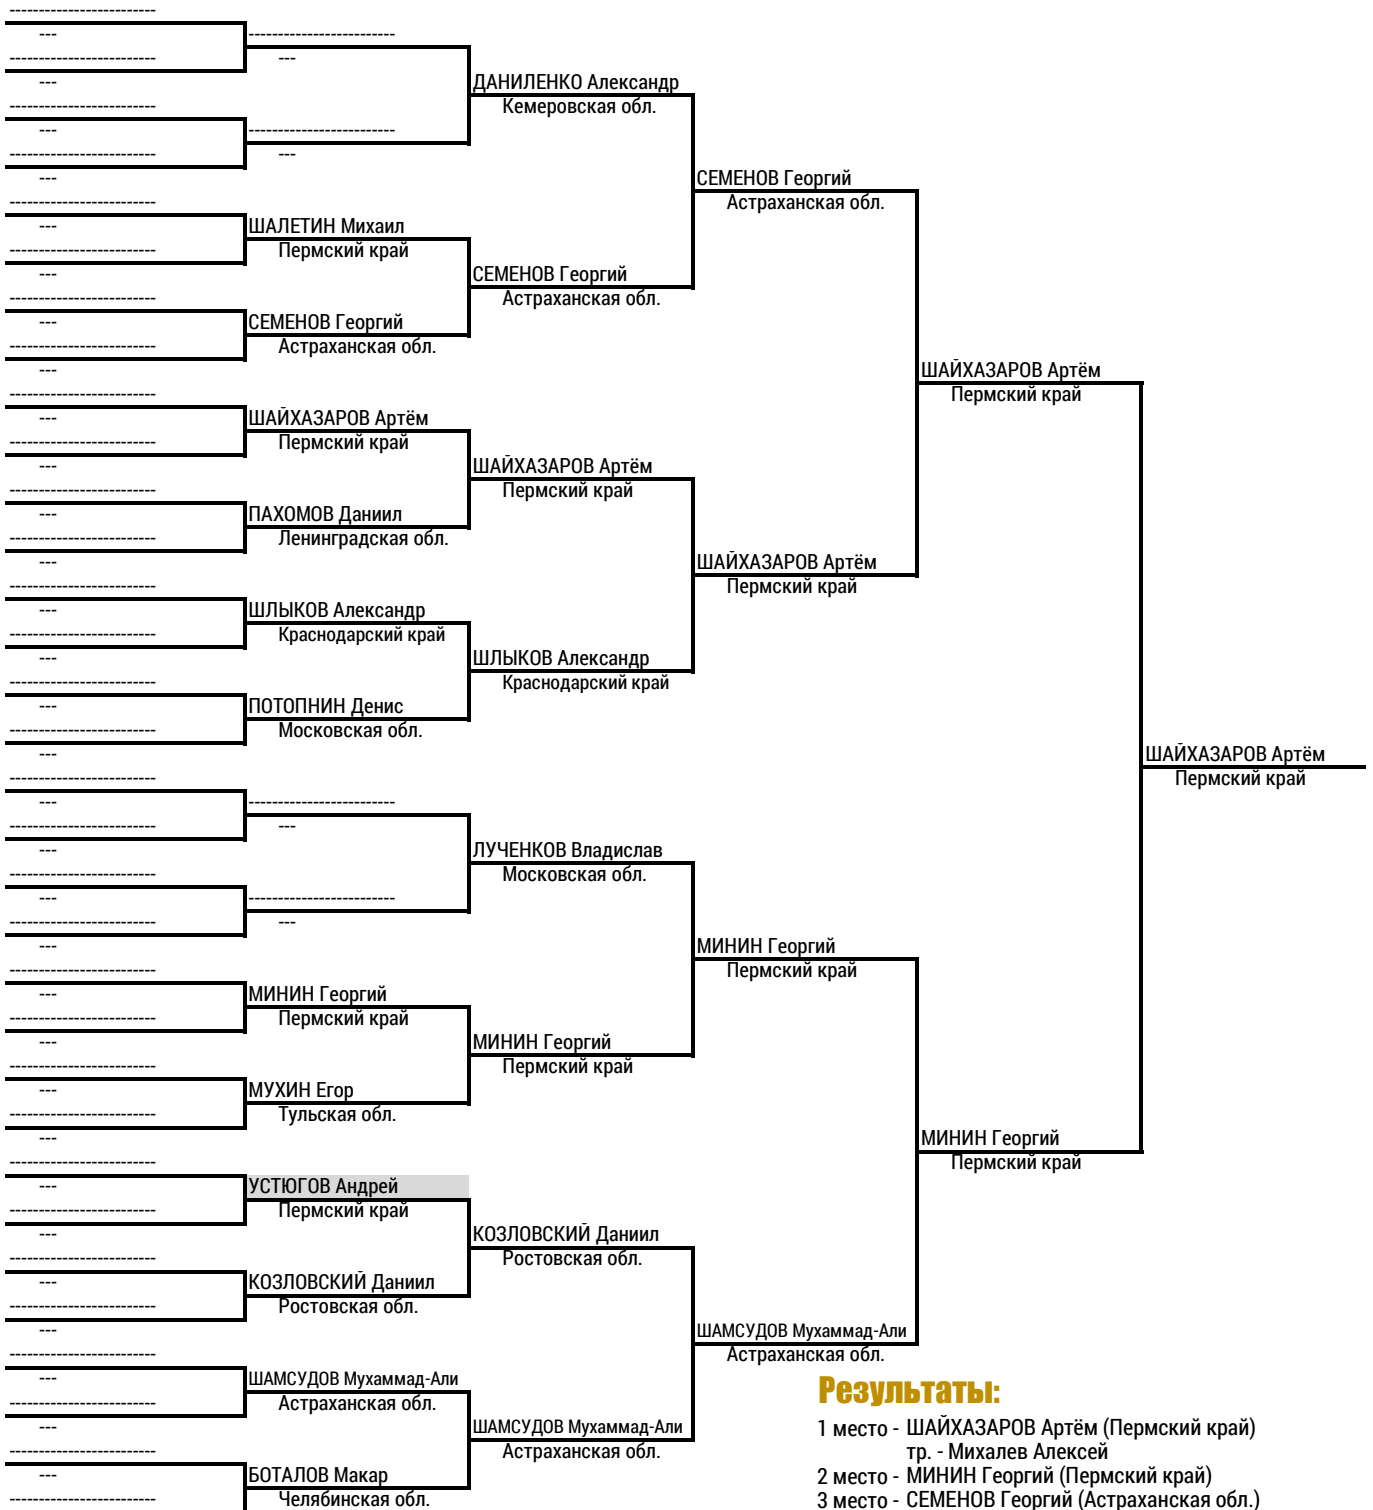 --------------------------
---
--------------------------
---
--------------------------
---
--------------------------
---
--------------------------
---
--------------------------
---
--------------------------
---
--------------------------
---
--------------------------
---
--------------------------
---
--------------------------
---
--------------------------
---
--------------------------
---
--------------------------
---
--------------------------
---
--------------------------
---
--------------------------
---
--------------------------
---
--------------------------
---
--------------------------
---
--------------------------
---
--------------------------
---
--------------------------
---
--------------------------
---
--------------------------
---
--------------------------
---
--------------------------
---
--------------------------
---
--------------------------
---
--------------------------
---
--------------------------
---
--------------------------
---
--------------------------
---
--------------------------
--------------------------
---
--------------------------
---
ШАЛЕТИН Михаил
Пермский край
СЕМЕНОВ Георгий
Астраханская обл.
ШАЙХАЗАРОВ Артём
Пермский край
ПАХОМОВ Даниил
Ленинградская обл.
ШЛЫКОВ Александр
Краснодарский край
ПОТОПНИН Денис
Московская обл.
--------------------------
---
--------------------------
---
МИНИН Георгий
Пермский край
МУХИН Егор
Тульская обл.
УСТЮГОВ Андрей
Пермский край
КОЗЛОВСКИЙ Даниил
Ростовская обл.
ШАМСУДОВ Мухаммад-Али
Астраханская обл.
БОТАЛОВ Макар
Челябинская обл.
ДАНИЛЕНКО Александр
Кемеровская обл.
СЕМЕНОВ Георгий
Астраханская обл.
ШАЙХАЗАРОВ Артём
Пермский край
ШЛЫКОВ Александр
Краснодарский край
ЛУЧЕНКОВ Владислав
Московская обл.
МИНИН Георгий
Пермский край
КОЗЛОВСКИЙ Даниил
Ростовская обл.
ШАМСУДОВ Мухаммад-Али
Астраханская обл.
СЕМЕНОВ Георгий
Астраханская обл.
ШАЙХАЗАРОВ Артём
Пермский край
МИНИН Георгий
Пермский край
ШАМСУДОВ Мухаммад-Али
Астраханская обл.
ШАЙХАЗАРОВ Артём
Пермский край
МИНИН Георгий
Пермский край
ШАЙХАЗАРОВ Артём
Пермский край
Результаты:
1 место - ШАЙХАЗАРОВ Артём (Пермский край)
тр. - Михалев Алексей
2 место - МИНИН Георгий (Пермский край)
3 место - СЕМЕНОВ Георгий (Астраханская обл.)